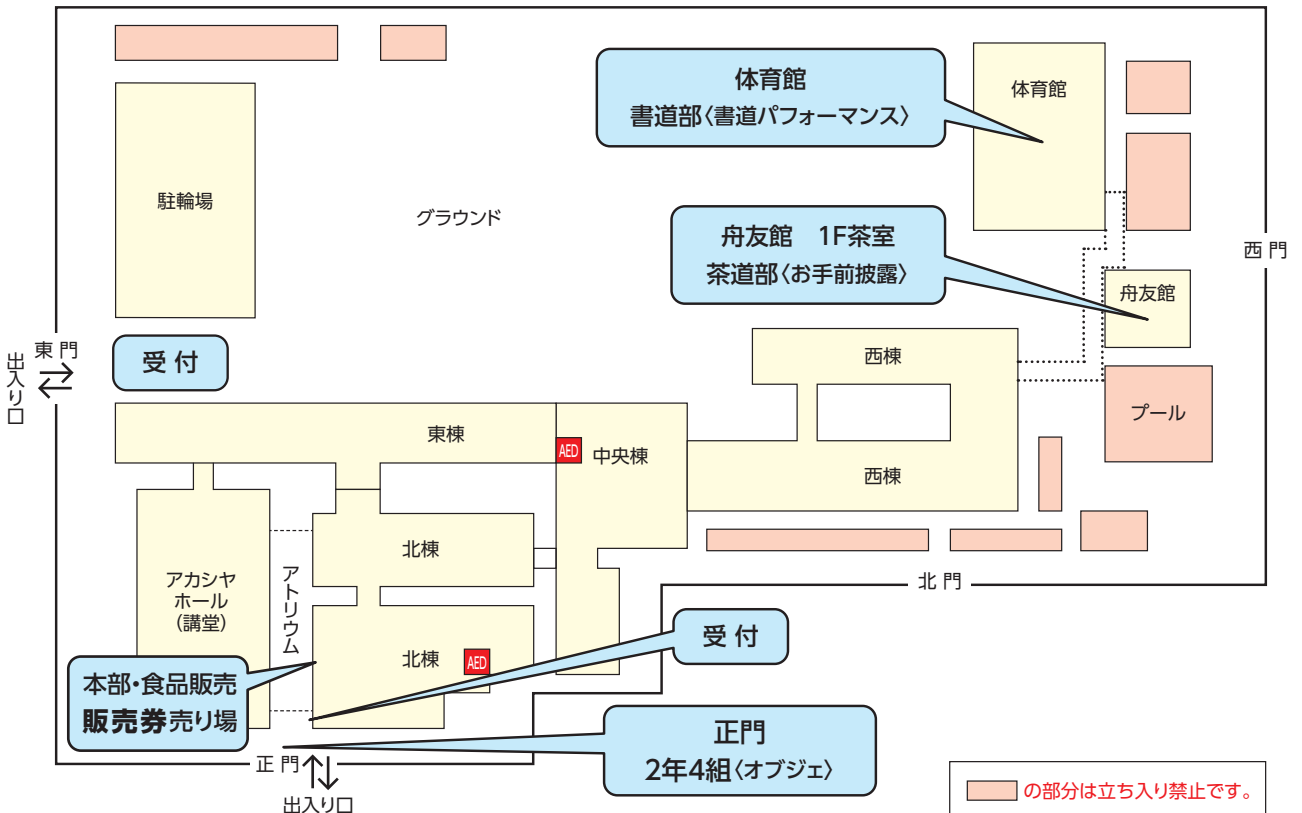 体育館
書道部〈書道パフォーマンス〉
体育館
駐輪場
グラウンド
舟友館　1F茶室
茶道部〈お手前披露〉
西門
舟友館
東門
出入り口
受付
西棟
プール
東棟
AED
中央棟
西棟
北棟
アカシヤ
ホール
（講堂）
アトリウム
北門
受付
北棟
AED
本部・食品販売
販売券売り場
正門
2年4組〈オブジェ〉
正門
出入り口
の部分は立ち入り禁止です。